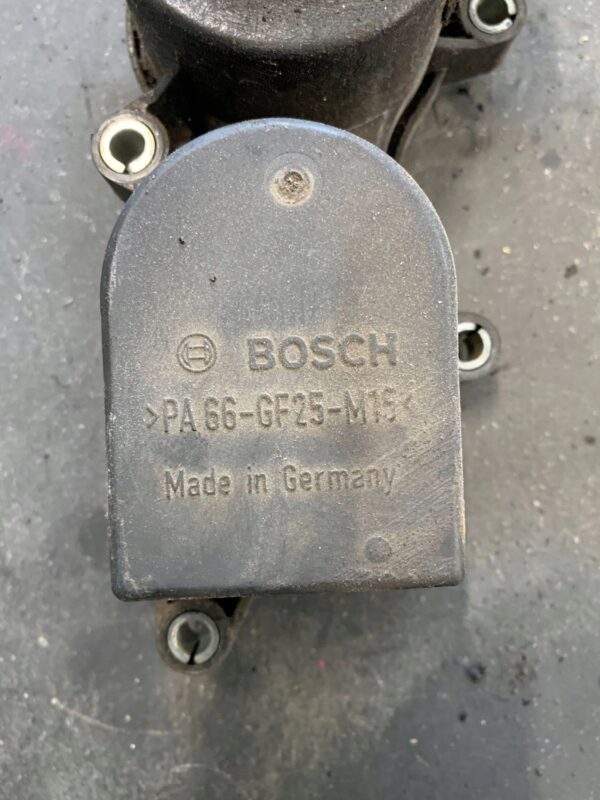 BOSCH
>PA 66-GF25-M15<
Made in Germany